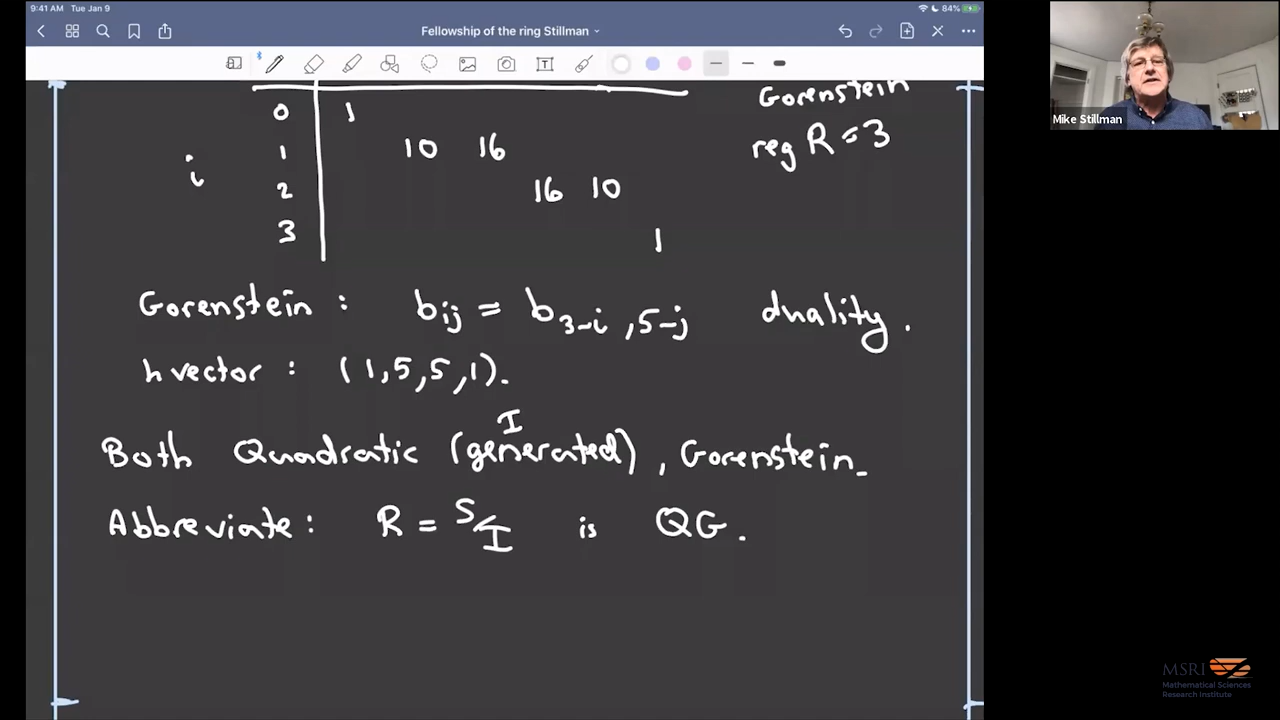 9:41 AM Tue Jan 9
84%
Fellowship of the ring Stillman
Mike Stillman
Gorenstein
reg R = 3
0 1
1 10 16
i
2 16 10
3 1
Gorenstein : bij = b3-i , 5-j duality .
h vector : (1,5,5,1).
I
Both Quadratic (generated) , Gorenstein.
Abbreviate : R = S/I is QG .
MSRI
Mathematical Sciences
Research Institute